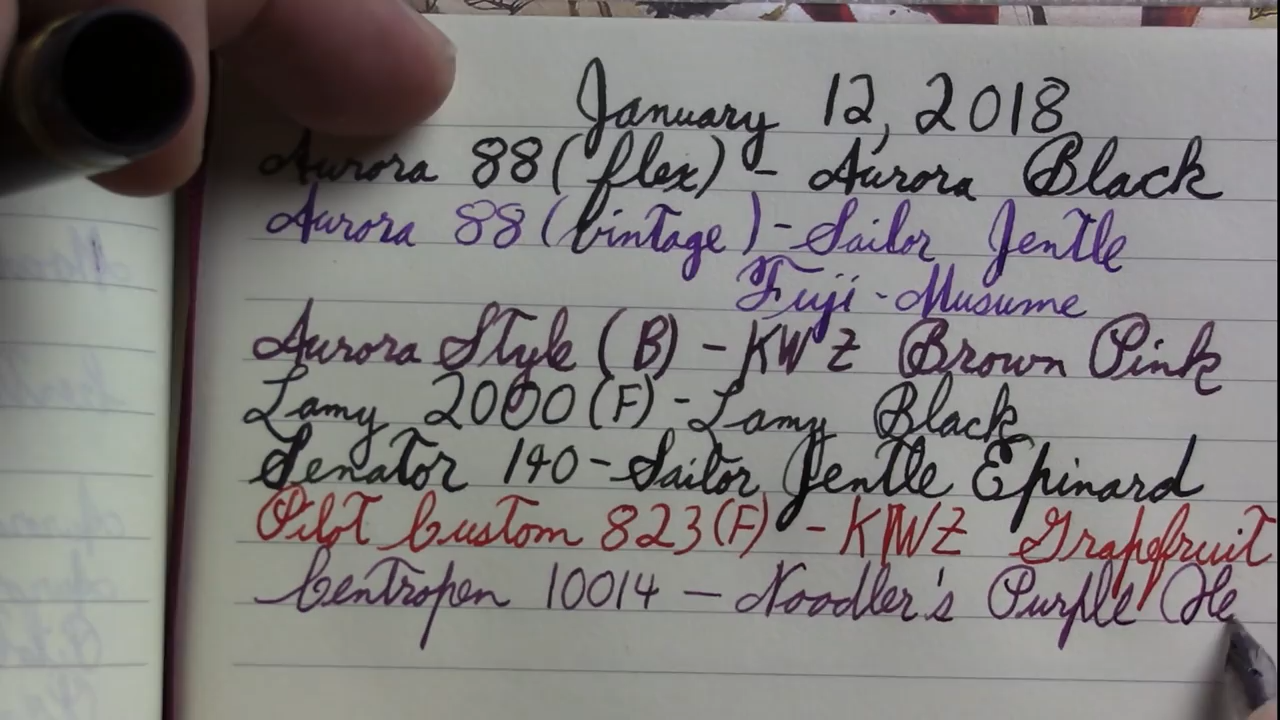 January 12, 2018
Aurora 88 (flex) - Aurora Black
Aurora 88 (vintage) - Sailor Jentle
Fuji-Musume
Aurora Style (B) - KWZ Brown Pink
Lamy 2000 (F) - Lamy Black
Senator 140 - Sailor Jentle Epinard
Pilot Custom 823 (F) - KWZ Grapefruit
Centropen 10014 - Noodler's Purple He